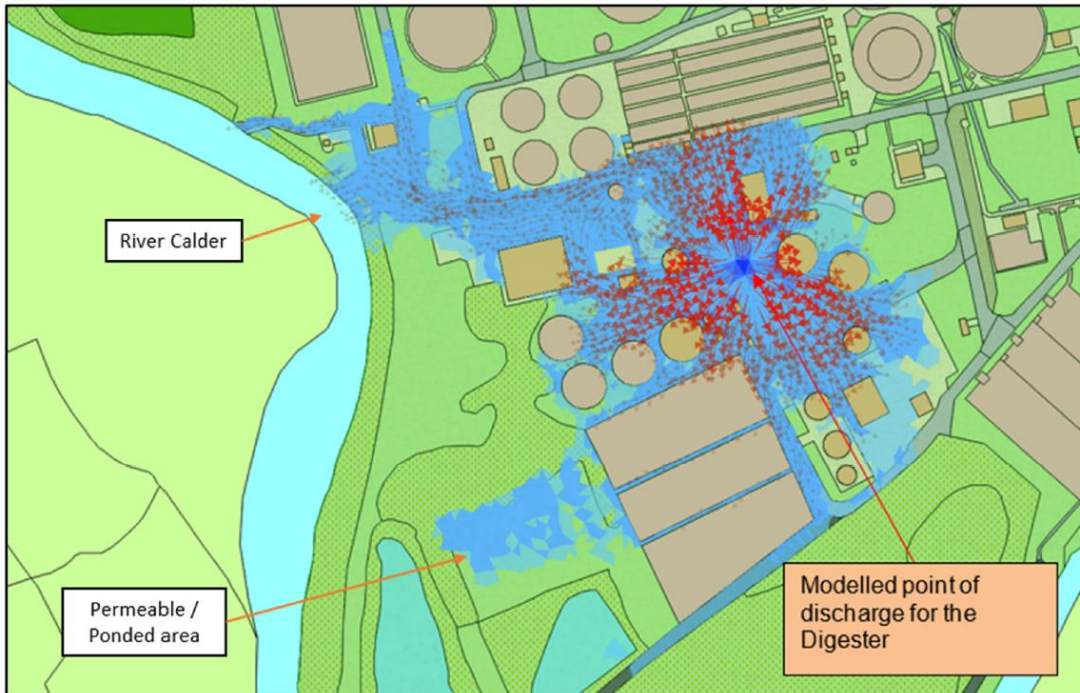 River Calder
Permeable /
Ponded area
Modelled point of
discharge for the
Digester